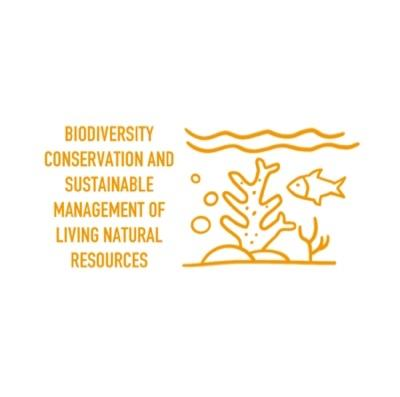 BIODIVERSITY
CONSERVATION AND
SUSTAINABLE
MANAGEMENT OF
LIVING NATURAL
RESOURCES